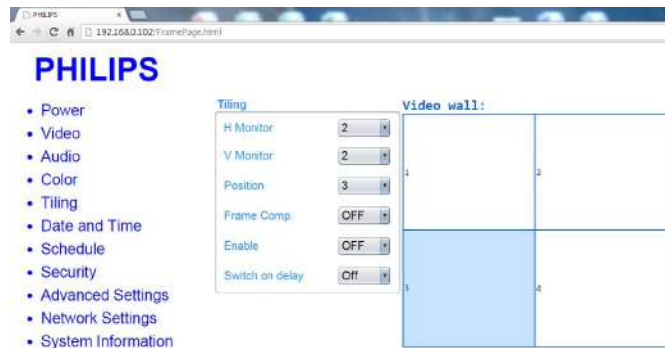 PHILIPS
192.168.0.102/FramePage.html
PHILIPS
• Power
• Video
• Audio
• Color
• Tiling
• Date and Time
• Schedule
• Security
• Advanced Settings
• Network Settings
• System Information
Tiling
H Monitor 2
V Monitor 2
Position 3
Frame Comp. OFF
Enable OFF
Switch on delay Off
Video wall:
1
2
3
4